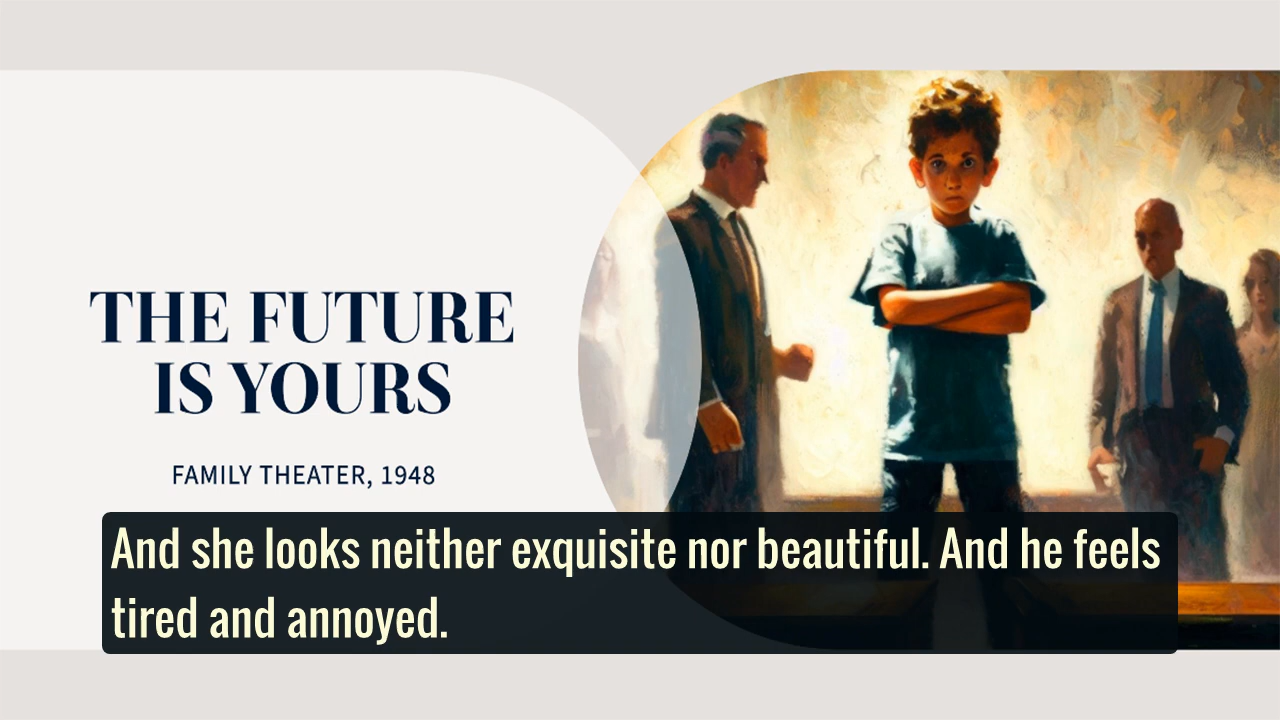 THE FUTURE
IS YOURS
FAMILY THEATER, 1948
And she looks neither exquisite nor beautiful. And he feels
tired and annoyed.